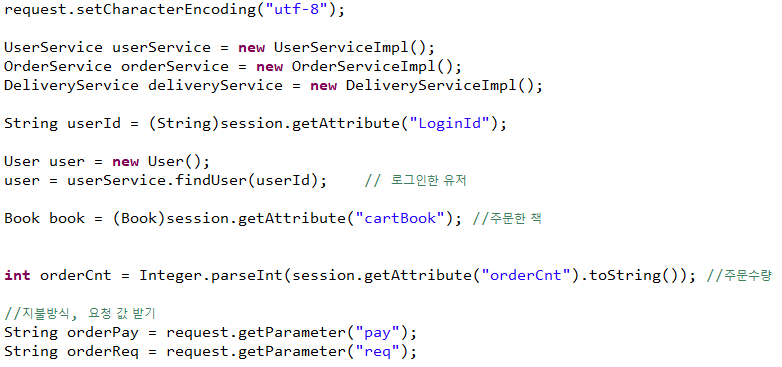 request.setCharacterEncoding("utf-8");
UserService userService = new UserServiceImpl();
OrderService orderService = new OrderServiceImpl();
DeliveryService deliveryService = new DeliveryServiceImpl();
String userId = (String)session.getAttribute("LoginId");
User user = new User();
user = userService.findUser(userId);    // 로그인한 유저
Book book = (Book)session.getAttribute("cartBook"); //주문한 책
int orderCnt = Integer.parseInt(session.getAttribute("orderCnt").toString()); //주문수량
//지불방식, 요청 값 받기
String orderPay = request.getParameter("pay");
String orderReq = request.getParameter("req");